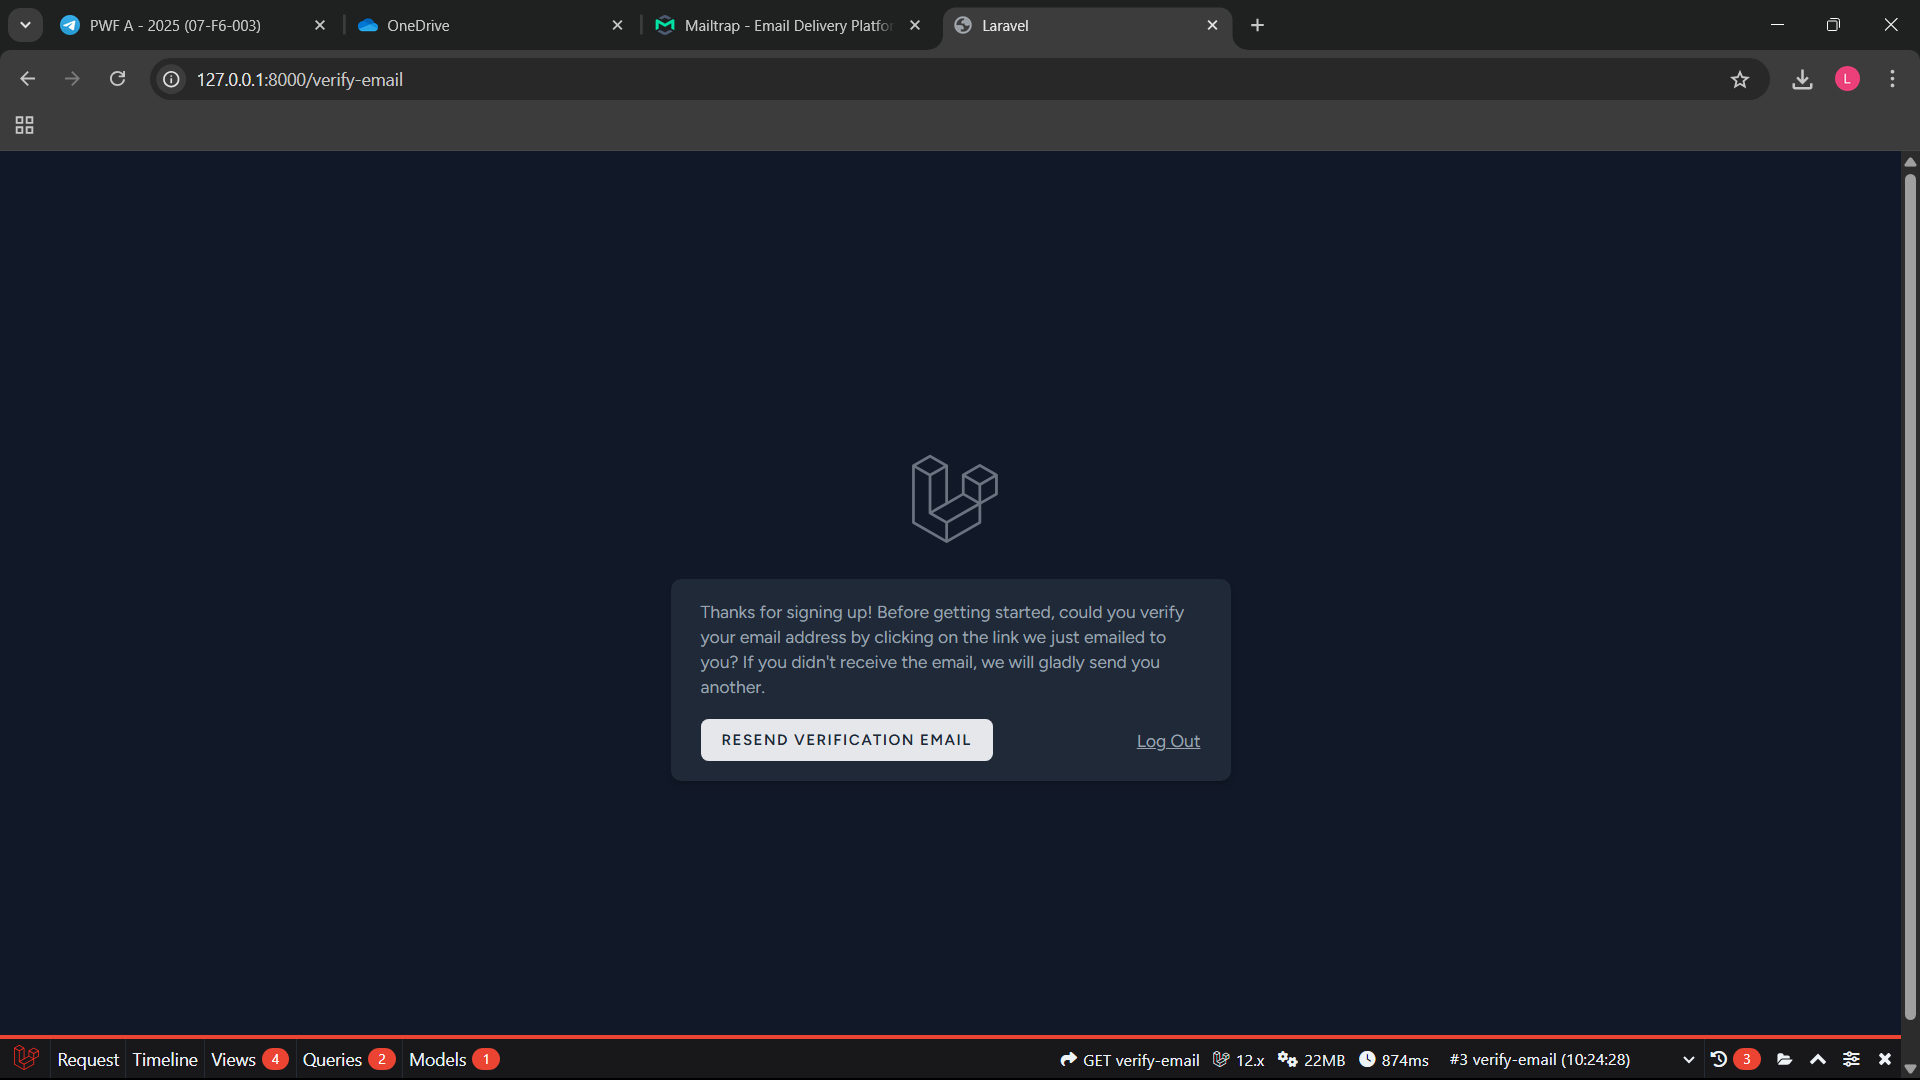 PWF A - 2025 (07-F6-003)
OneDrive
Mailtrap - Email Delivery Platfor
Laravel
127.0.0.1:8000/verify-email
L
Thanks for signing up! Before getting started, could you verify
your email address by clicking on the link we just emailed to
you? If you didn't receive the email, we will gladly send you
another.
RESEND VERIFICATION EMAIL
Log Out
Request Timeline Views 4 Queries 2 Models 1 GET verify-email 12.x 22MB 874ms #3 verify-email (10:24:28) 3